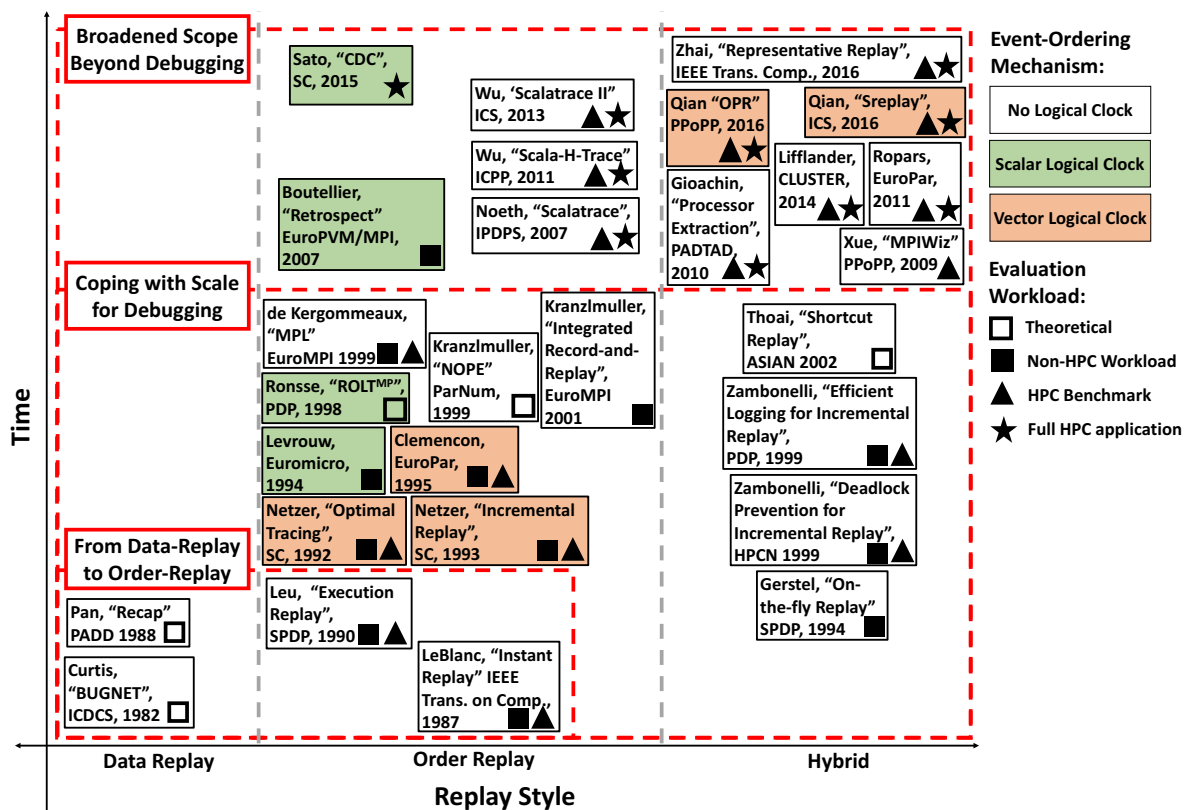 Broadened Scope
Beyond Debugging
Sato, “CDC”,
SC, 2015
Wu, ‘Scalatrace II”
ICS, 2013
Wu, “Scala-H-Trace”
ICPP, 2011
Noeth, “Scalatrace”,
IPDPS, 2007
Boutellier,
“Retrospect”
EuroPVM/MPI,
2007
Zhai, “Representative Replay”,
IEEE Trans. Comp., 2016
Qian “OPR”
PPoPP, 2016
Qian, “Sreplay”,
ICS, 2016
Lifflander,
CLUSTER,
2014
Ropars,
EuroPar,
2011
Gioachin,
“Processor
Extraction”,
PADTAD,
2010
Xue, “MPIWiz”
PPoPP, 2009
Coping with Scale
for Debugging
de Kergommeaux,
“MPL”
EuroMPI 1999
Kranzlmuller,
“NOPE”
ParNum,
1999
Kranzlmuller,
“Integrated
Record-and-
Replay”,
EuroMPI
2001
Ronsse, “ROLTMP”,
PDP, 1998
Levrouw,
Euromicro,
1994
Clemencon,
EuroPar,
1995
Netzer, “Optimal
Tracing”,
SC, 1992
Netzer, “Incremental
Replay”,
SC, 1993
Thoai, “Shortcut
Replay”,
ASIAN 2002
Zambonelli, “Efficient
Logging for Incremental
Replay”,
PDP, 1999
Zambonelli, “Deadlock
Prevention for
Incremental Replay”,
HPCN 1999
Gerstel, “On-
the-fly Replay”
SPDP, 1994
From Data-Replay
to Order-Replay
Pan, “Recap”
PADD 1988
Curtis,
“BUGNET”,
ICDCS, 1982
Leu, “Execution
Replay”,
SPDP, 1990
LeBlanc, “Instant
Replay” IEEE
Trans. on Comp.,
1987
Time
Data Replay
Order Replay
Hybrid
Replay Style
Event-Ordering
Mechanism:
No Logical Clock
Scalar Logical Clock
Vector Logical Clock
Evaluation
Workload:
Theoretical
Non-HPC Workload
HPC Benchmark
Full HPC application